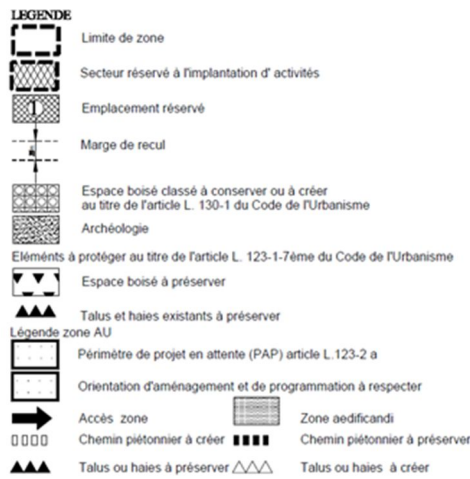 LEGENDE
Limite de zone
Secteur réservé à l'implantation d' activités
1
Emplacement réservé
Marge de recul
Espace boisé classé à conserver ou à créer
au titre de l'article L. 130-1 du Code de l'Urbanisme
Archéologie
Eléménts à protéger au titre de l'article L. 123-1-7ème du Code de l'Urbanisme
Espace boisé à préserver
Talus et haies existants à préserver
Légende zone AU
Périmètre de projet en attente (PAP) article L.123-2 a
Orientation d'aménagement et de programmation à respecter
Accès zone Zone aedificandi
Chemin piétonnier à créer Chemin piétonnier à préserver
Talus ou haies à préserver Talus ou haies à créer